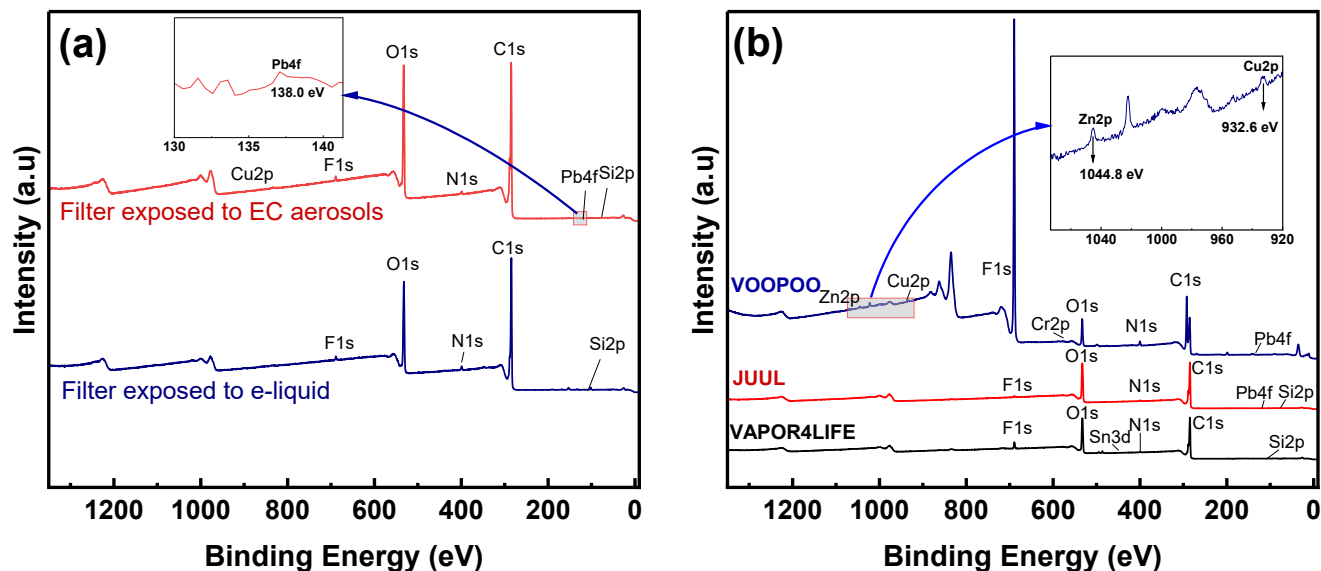 (a)
Pb4f
138.0 eV
130 132 134 136 138 140
O1s
C1s
Cu2p
F1s
N1s
Pb4f
Si2p
Filter exposed to EC aerosols
O1s
C1s
F1s
N1s
Si2p
Filter exposed to e-liquid
Intensity (a.u)
1200 1000 800 600 400 200 0
Binding Energy (eV)
(b)
Cu2p
932.6 eV
Zn2p
1044.8 eV
1040 1000 960 920
VOOPOO
Zn2p
Cu2p
F1s
Cr2p
O1s
N1s
C1s
Pb4f
JUUL
F1s
O1s
N1s
C1s
Pb4f
Si2p
VAPOR4LIFE
F1s
O1s
Sn3d
N1s
C1s
Si2p
Intensity (a.u)
1200 1000 800 600 400 200 0
Binding Energy (eV)